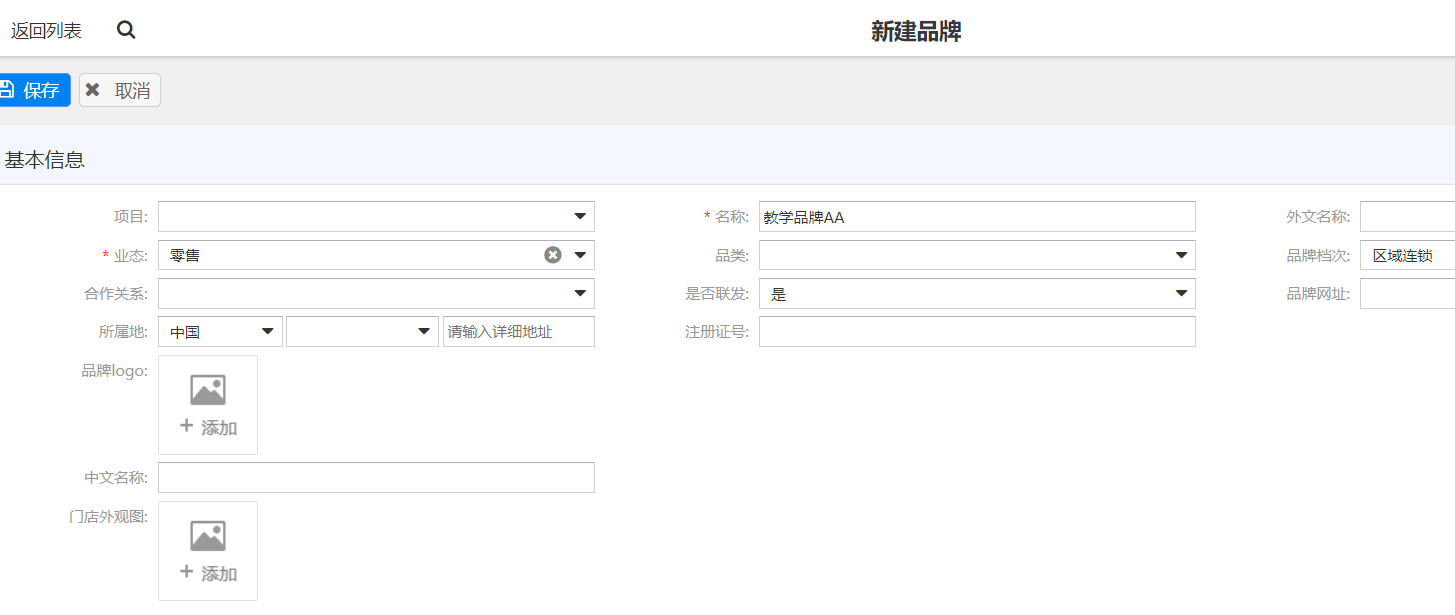 返回列表 新建品牌
保存 取消
基本信息
项目: * 名称: 教学品牌AA 外文名称:
* 业态: 零售 品类: 品牌档次: 区域连锁
合作关系: 是否联发: 是 品牌网址:
所属地: 中国 请输入详细地址 注册证号:
品牌logo:
+ 添加
中文名称:
门店外观图:
+ 添加